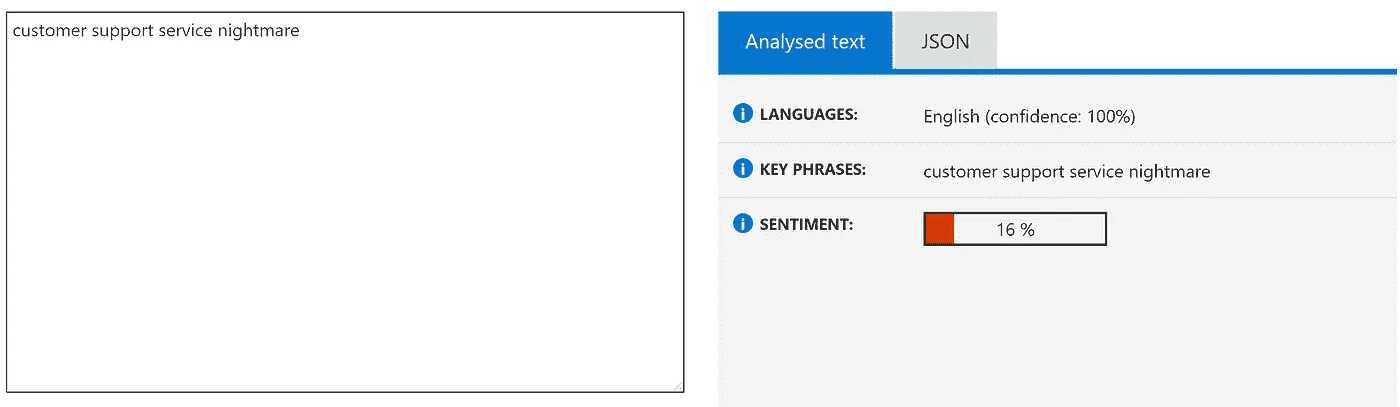 customer support service nightmare
Analysed text JSON
LANGUAGES: English (confidence: 100%)
KEY PHRASES: customer support service nightmare
SENTIMENT: 16 %